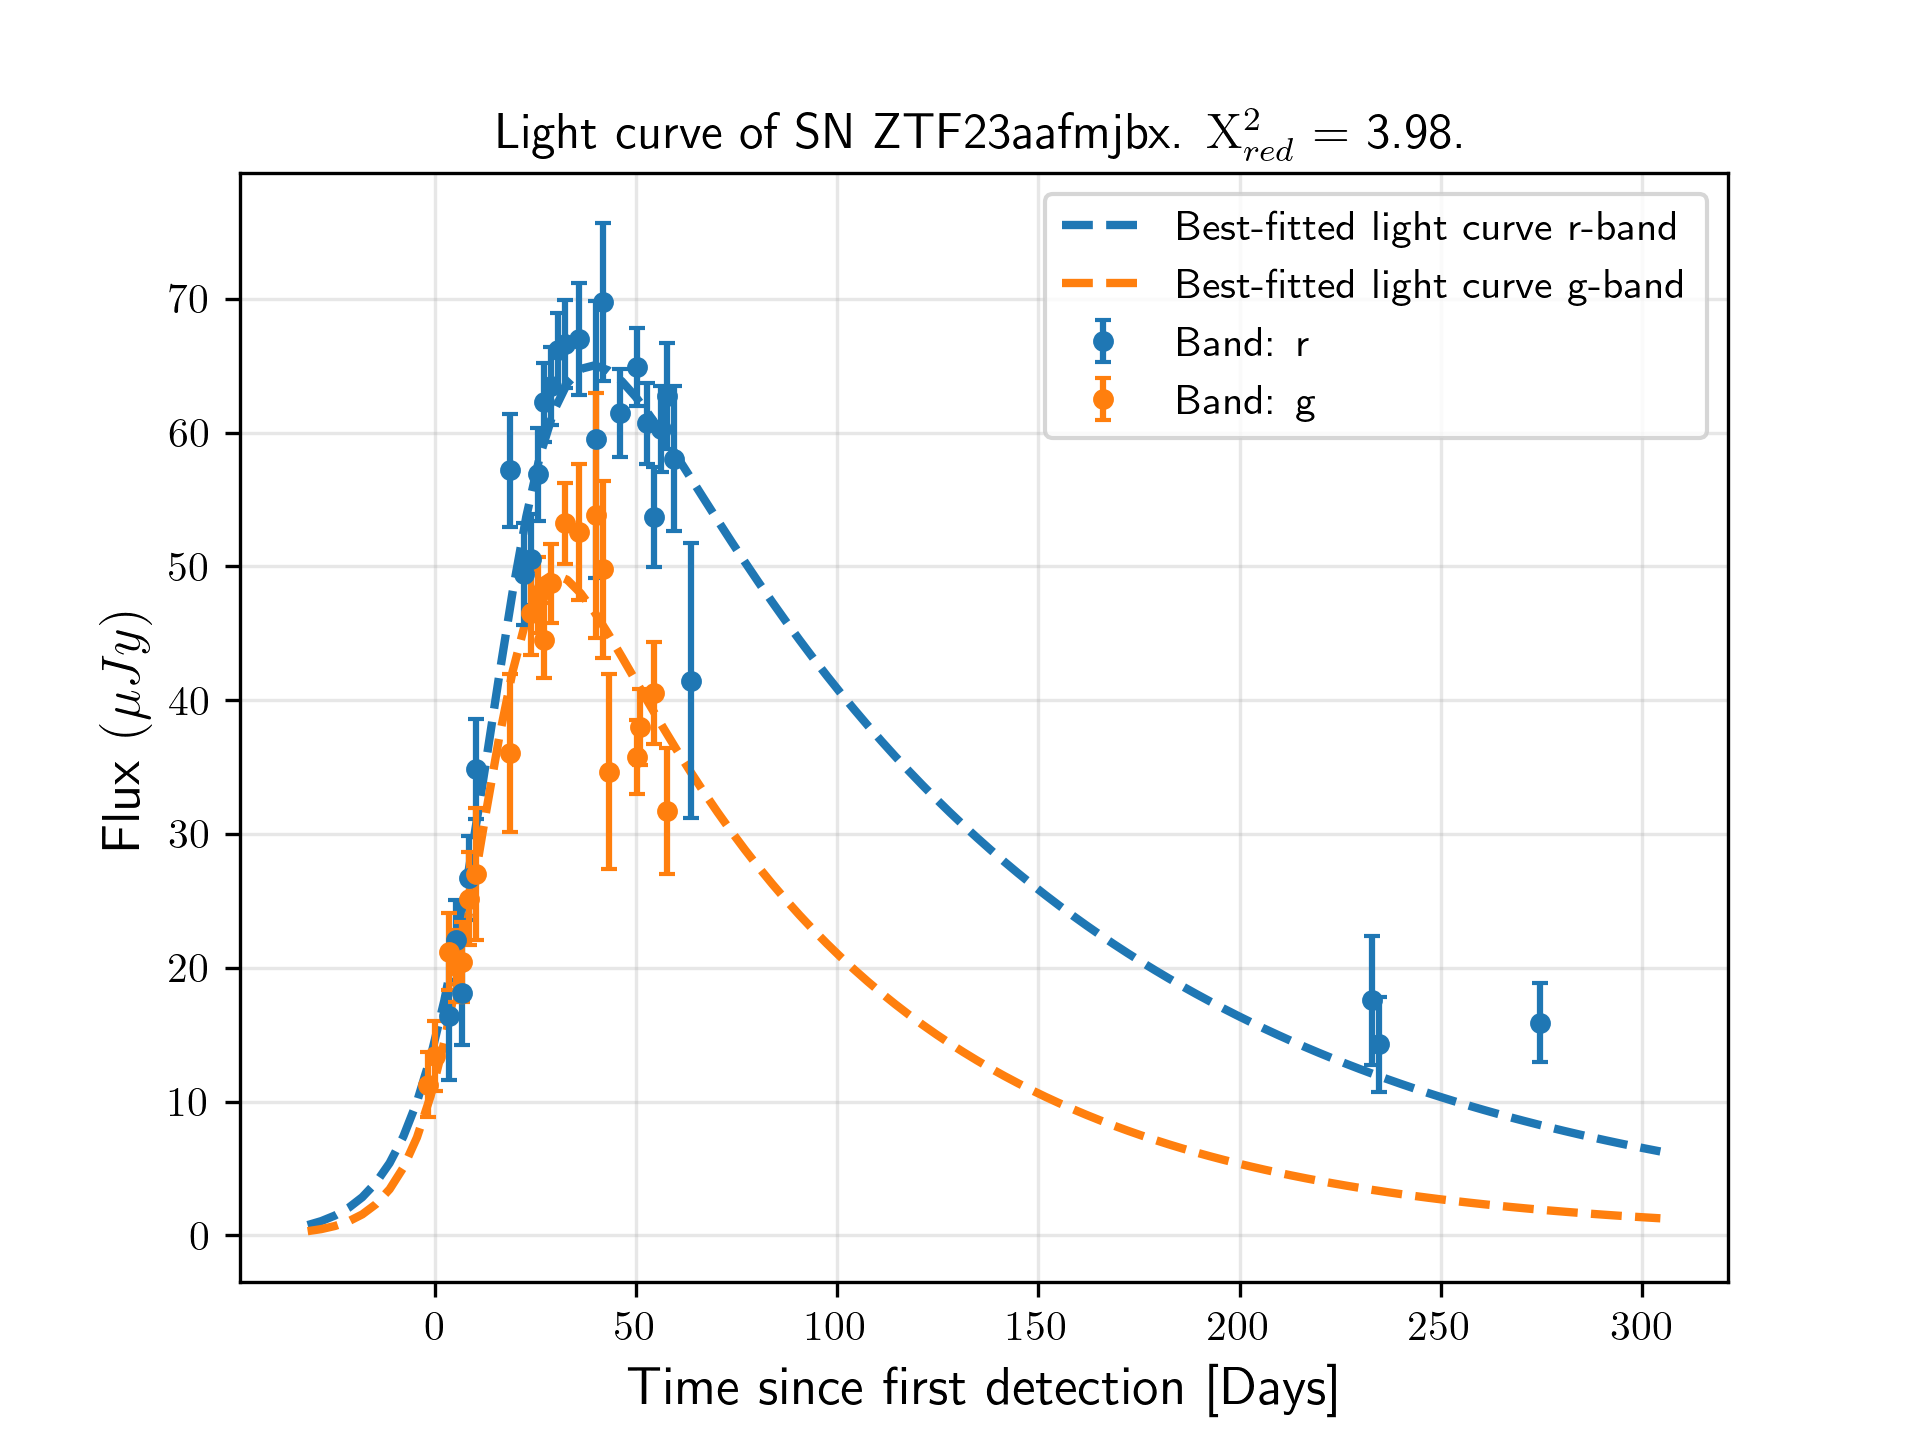 Light curve of SN ZTF23aafmjbx. X²_red = 3.98.
Best-fitted light curve r-band
Best-fitted light curve g-band
Band: r
Band: g
Flux (μJy)
70
60
50
40
30
20
10
0
0 50 100 150 200 250 300
Time since first detection [Days]